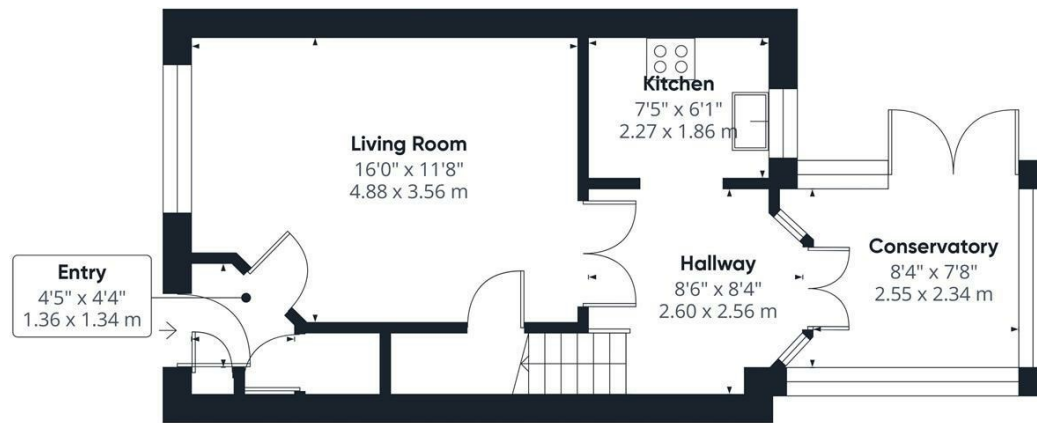 Living Room
16'0" x 11'8"
4.88 x 3.56 m
Kitchen
7'5" x 6'1"
2.27 x 1.86 m
Entry
4'5" x 4'4"
1.36 x 1.34 m
Hallway
8'6" x 8'4"
2.60 x 2.56 m
Conservatory
8'4" x 7'8"
2.55 x 2.34 m